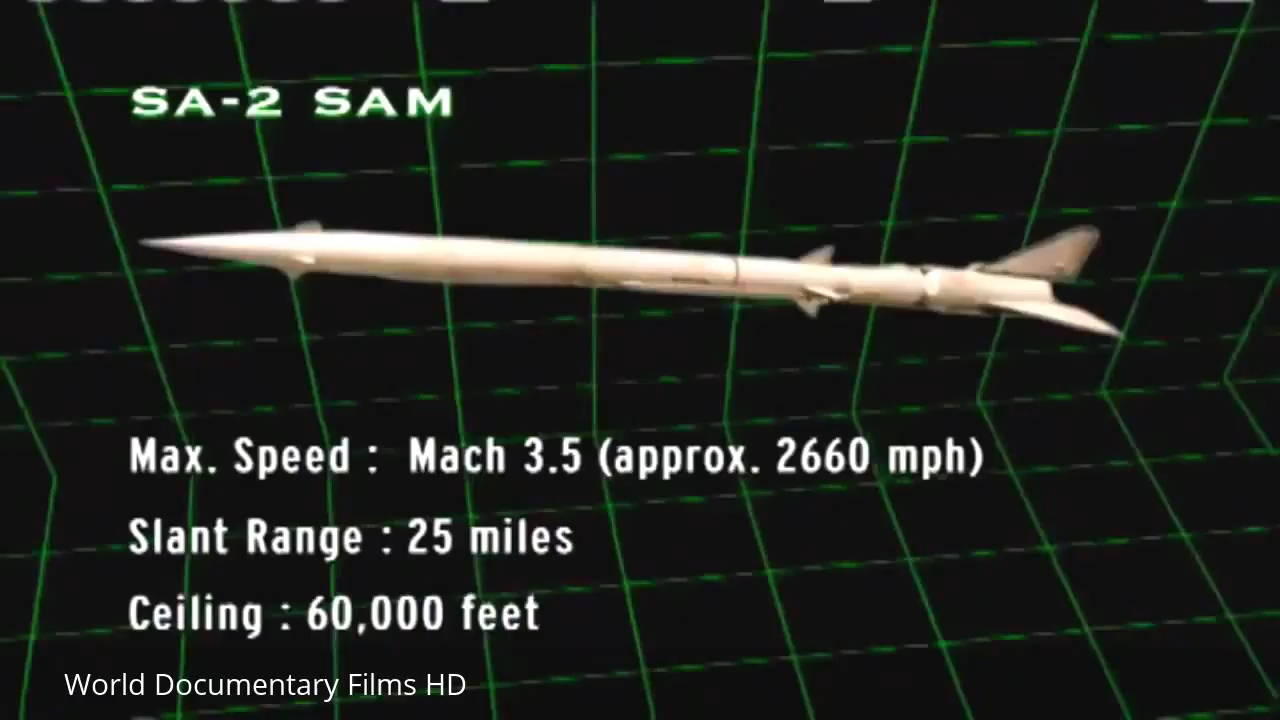 SA-2 SAM
Max. Speed : Mach 3.5 (approx. 2660 mph)
Slant Range : 25 miles
Ceiling : 60,000 feet
World Documentary Films HD